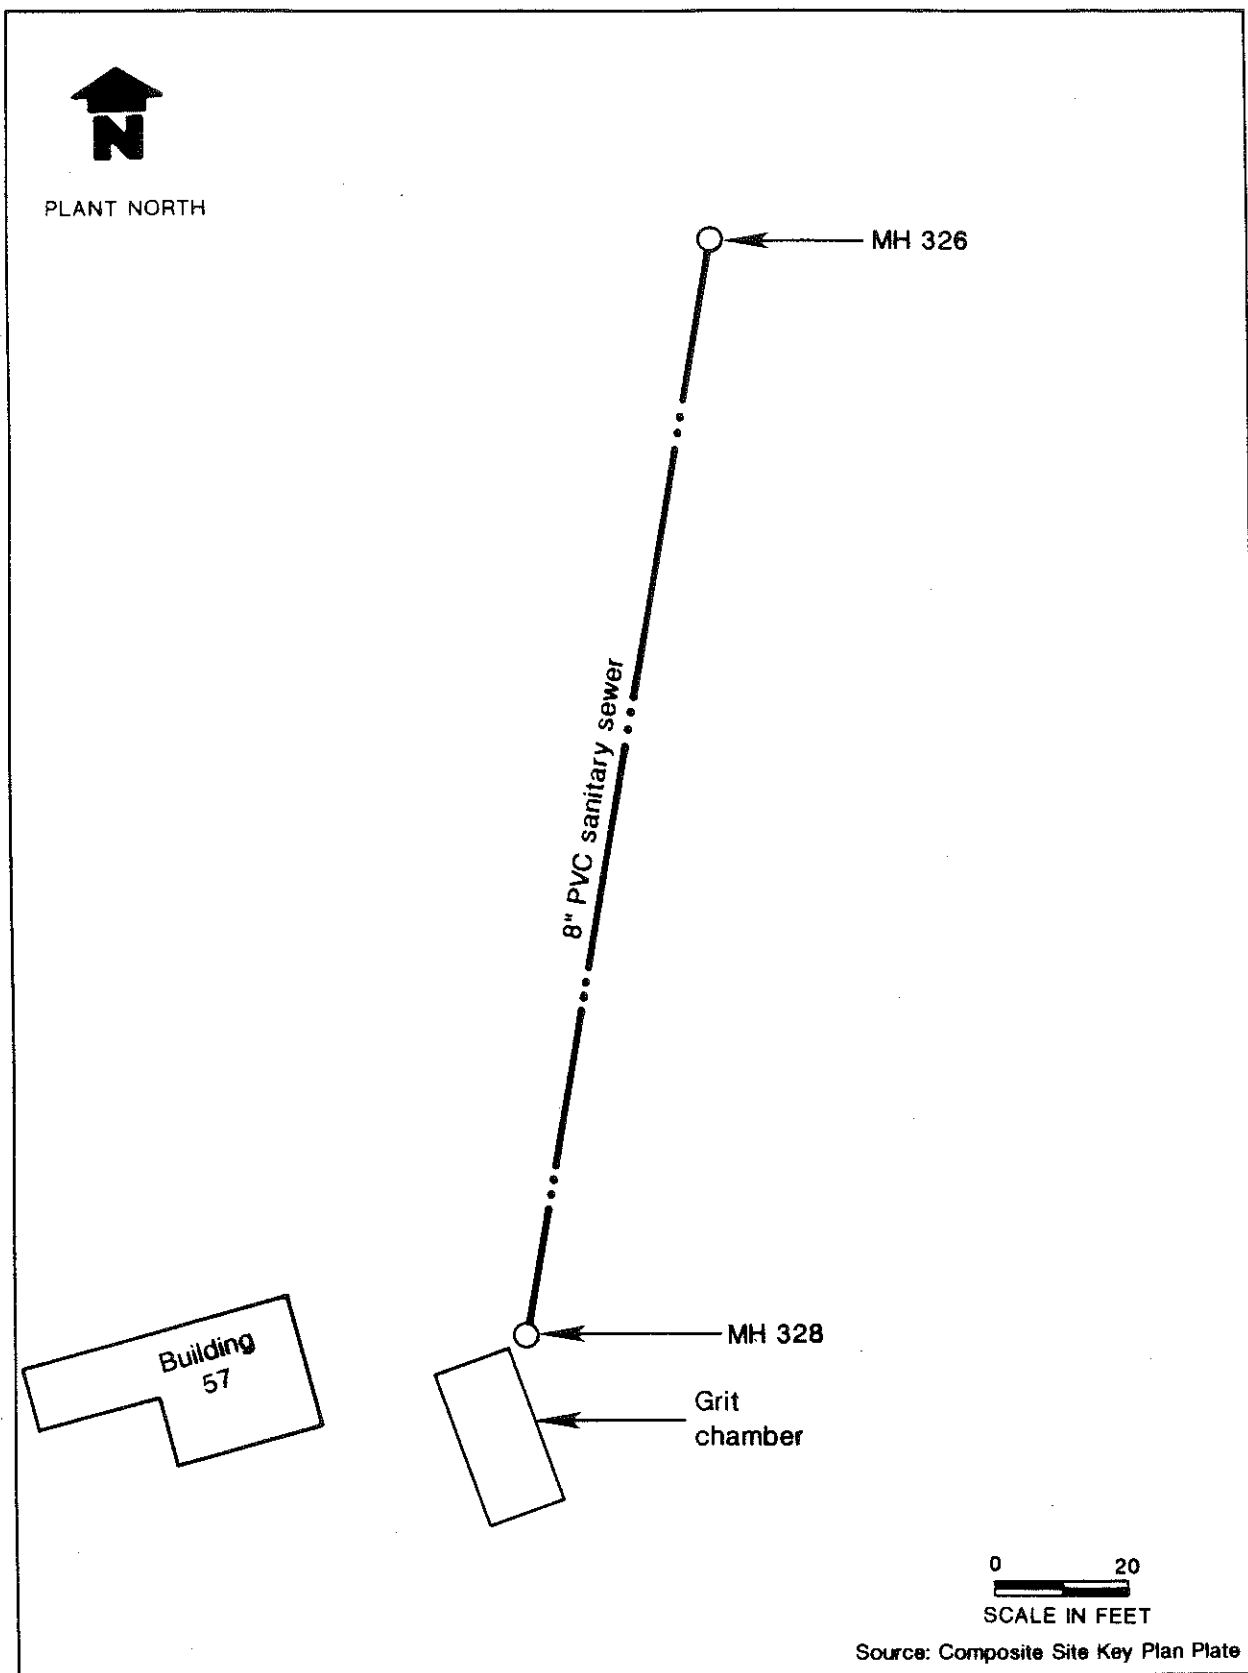 N
PLANT NORTH
MH 326
8" PVC sanitary sewer
MH 328
Building
57
Grit
chamber
0 20
SCALE IN FEET
Source: Composite Site Key Plan Plate